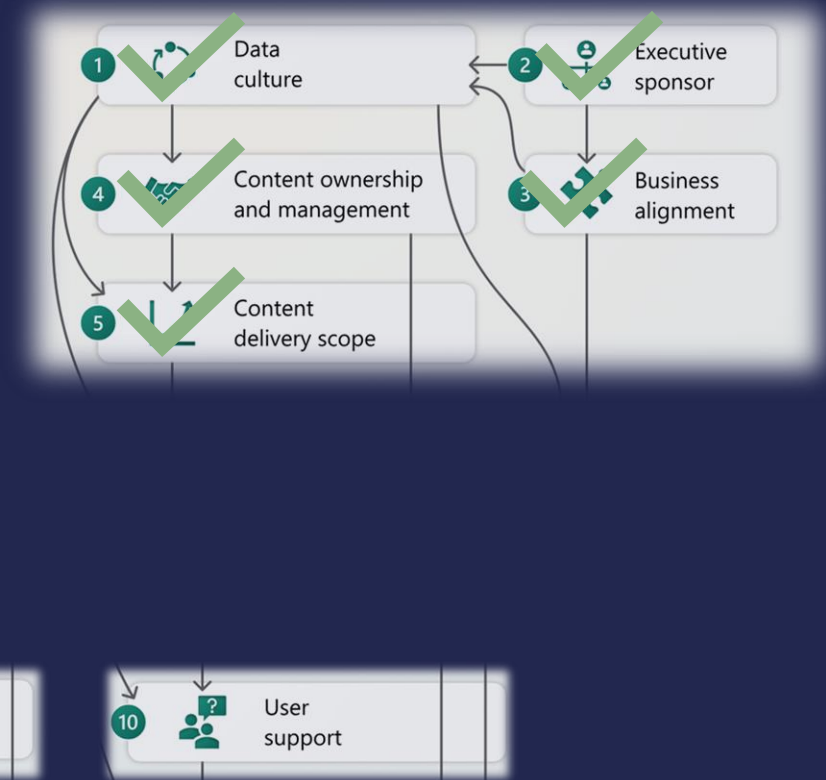 1
Data
culture
2
Executive
sponsor
4
Content ownership
and management
3
Business
alignment
5
Content
delivery scope
10
?
User
support